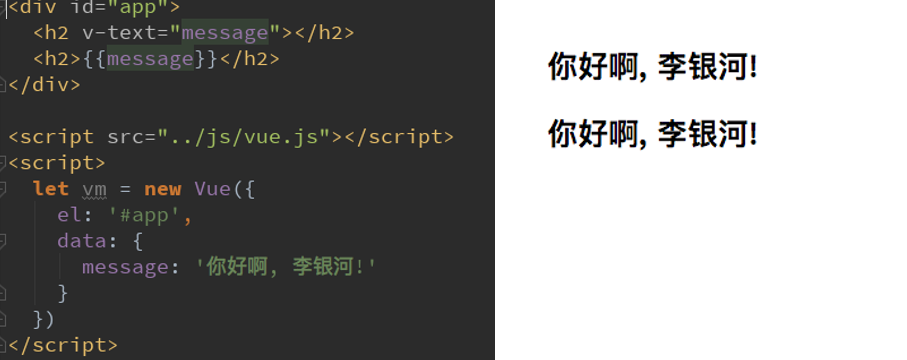 <div id="app">
<h2 v-text="message"></h2>
<h2>{{message}}</h2>
</div>
<script src="../js/vue.js"></script>
<script>
let vm = new Vue({
el: '#app',
data: {
message: '你好啊, 李银河!'
}
})
</script>
你好啊, 李银河!
你好啊, 李银河!